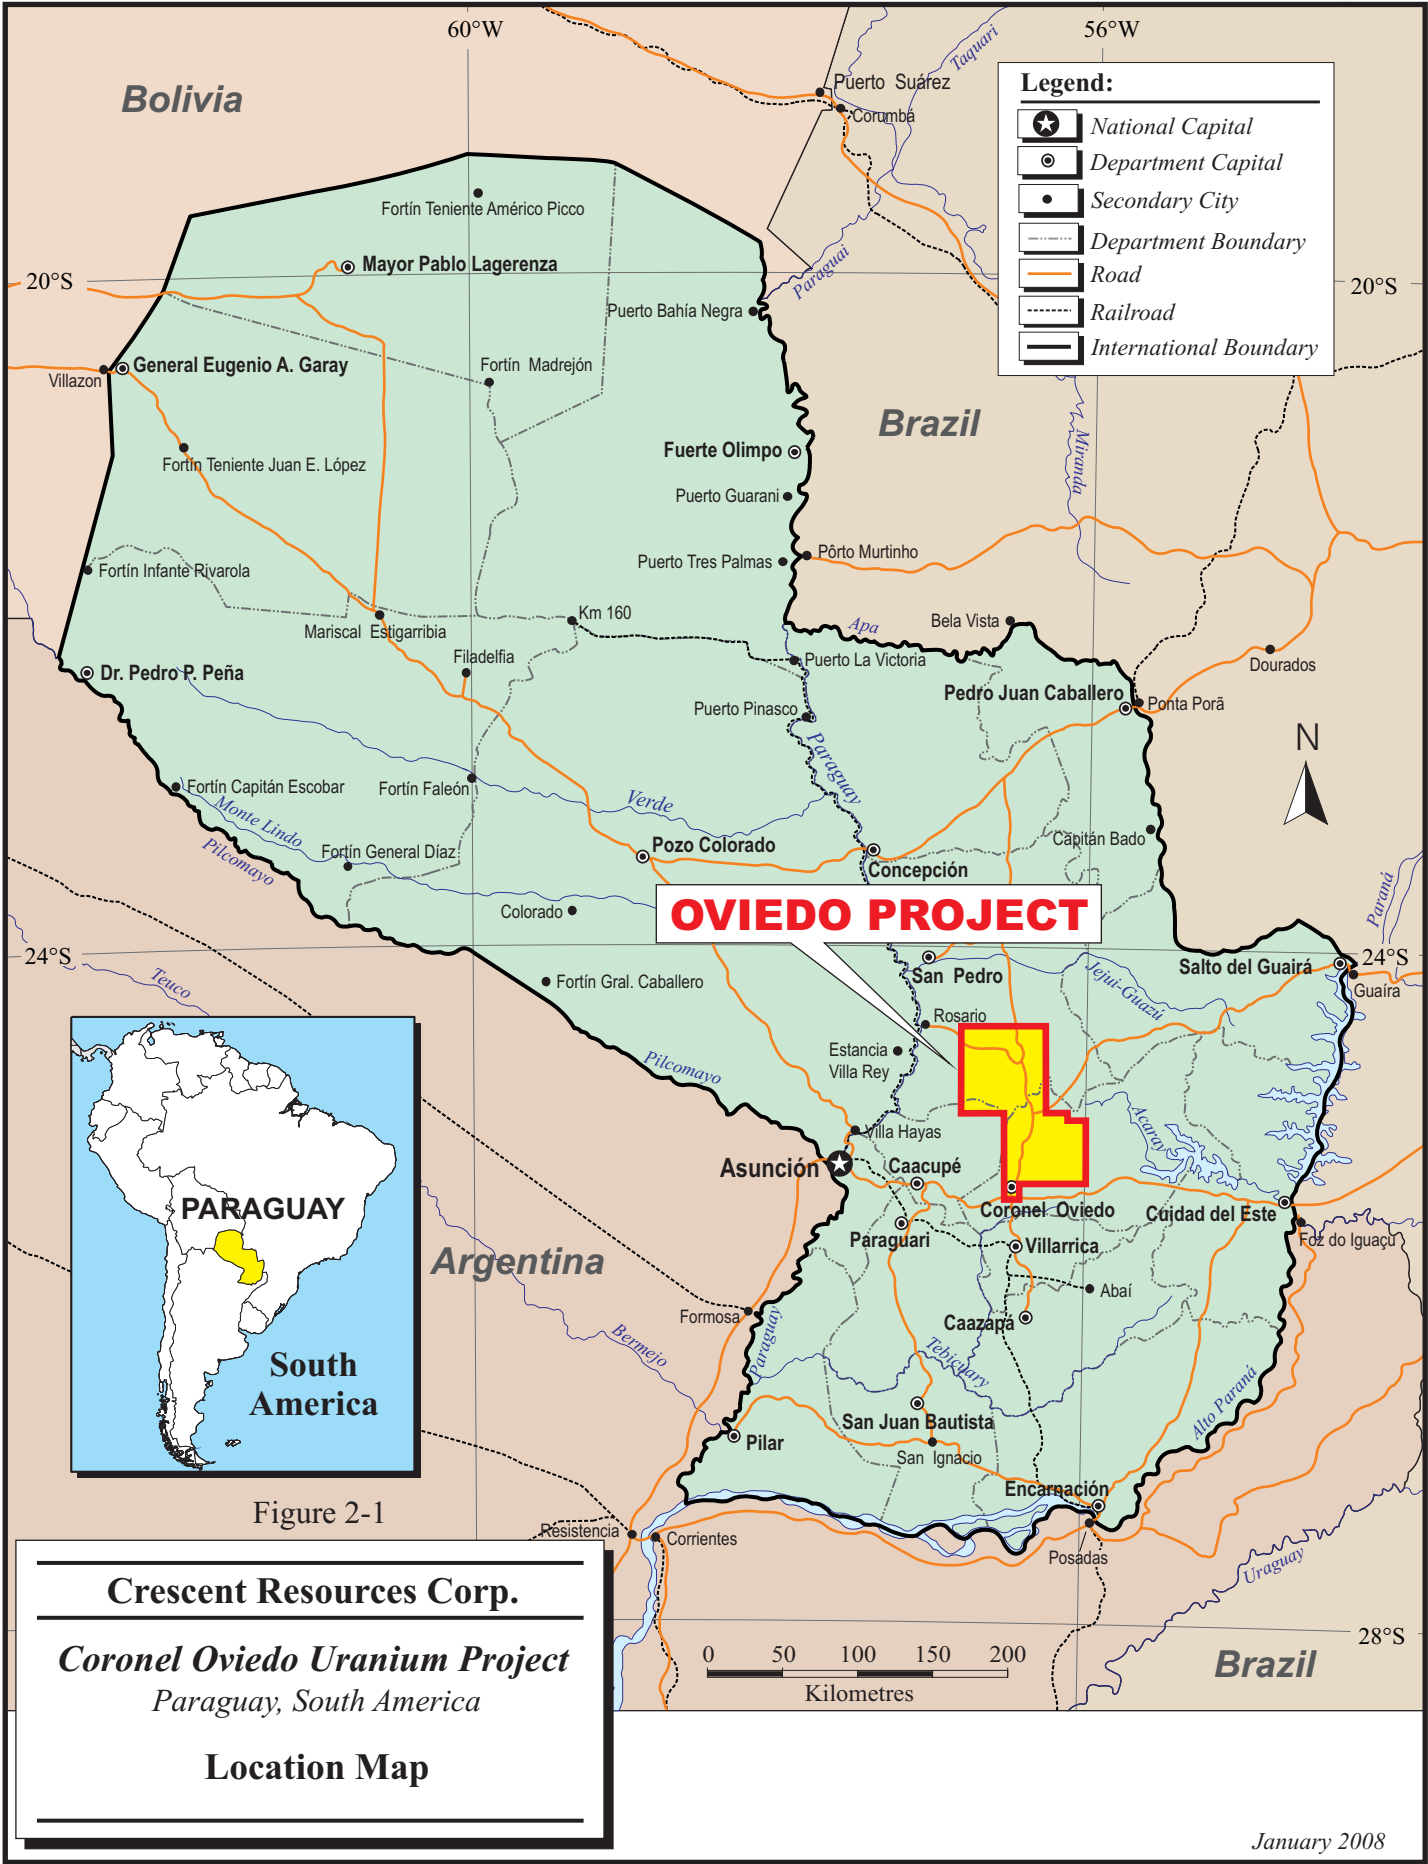 60°W
56°W
Bolivia
Taquari
Puerto Suárez
Corumbá
Legend:
National Capital
Department Capital
Secondary City
Department Boundary
Road
Railroad
International Boundary
Fortín Teniente Américo Picco
Mayor Pablo Lagerenza
20°S
20°S
Paraguai
Puerto Bahía Negra
General Eugenio A. Garay
Villazon
Fortín Madrejón
Brazil
Miranda
Fuerte Olimpo
Fortín Teniente Juan E. López
Puerto Guarani
Pôrto Murtinho
Puerto Tres Palmas
Fortín Infante Rivarola
Km 160
Mariscal Estigarribia
Apa
Bela Vista
Filadelfia
Puerto La Victoria
Dourados
Dr. Pedro P. Peña
Pedro Juan Caballero
Ponta Porã
Puerto Pinasco
Paraguay
N
Fortín Capitán Escobar
Fortín Faleón
Monte Lindo
Verde
Pilcomayo
Fortín General Díaz
Pozo Colorado
Capitán Bado
Concepción
Paraná
Colorado
OVIEDO PROJECT
24°S
24°S
Teuco
Fortín Gral. Caballero
San Pedro
Jejui-Guazú
Salto del Guairá
Guaíra
Rosario
Estancia
Villa Rey
Pilcomayo
Acaray
Villa Hayas
Asunción
Caacupé
Coronel Oviedo
Cuidad del Este
PARAGUAY
Paraguari
Villarrica
Foz do Iguaçu
Argentina
Abaí
Formosa
Paraguay
Caazapá
Bermejo
Tebicuary
South
America
Alto Paraná
San Juan Bautista
Pilar
San Ignacio
Encarnación
Figure 2-1
Resistencia
Corrientes
Posadas
Uraguay
Crescent Resources Corp.
Coronel Oviedo Uranium Project
Paraguay, South America
Location Map
0 50 100 150 200
Kilometres
28°S
Brazil
January 2008